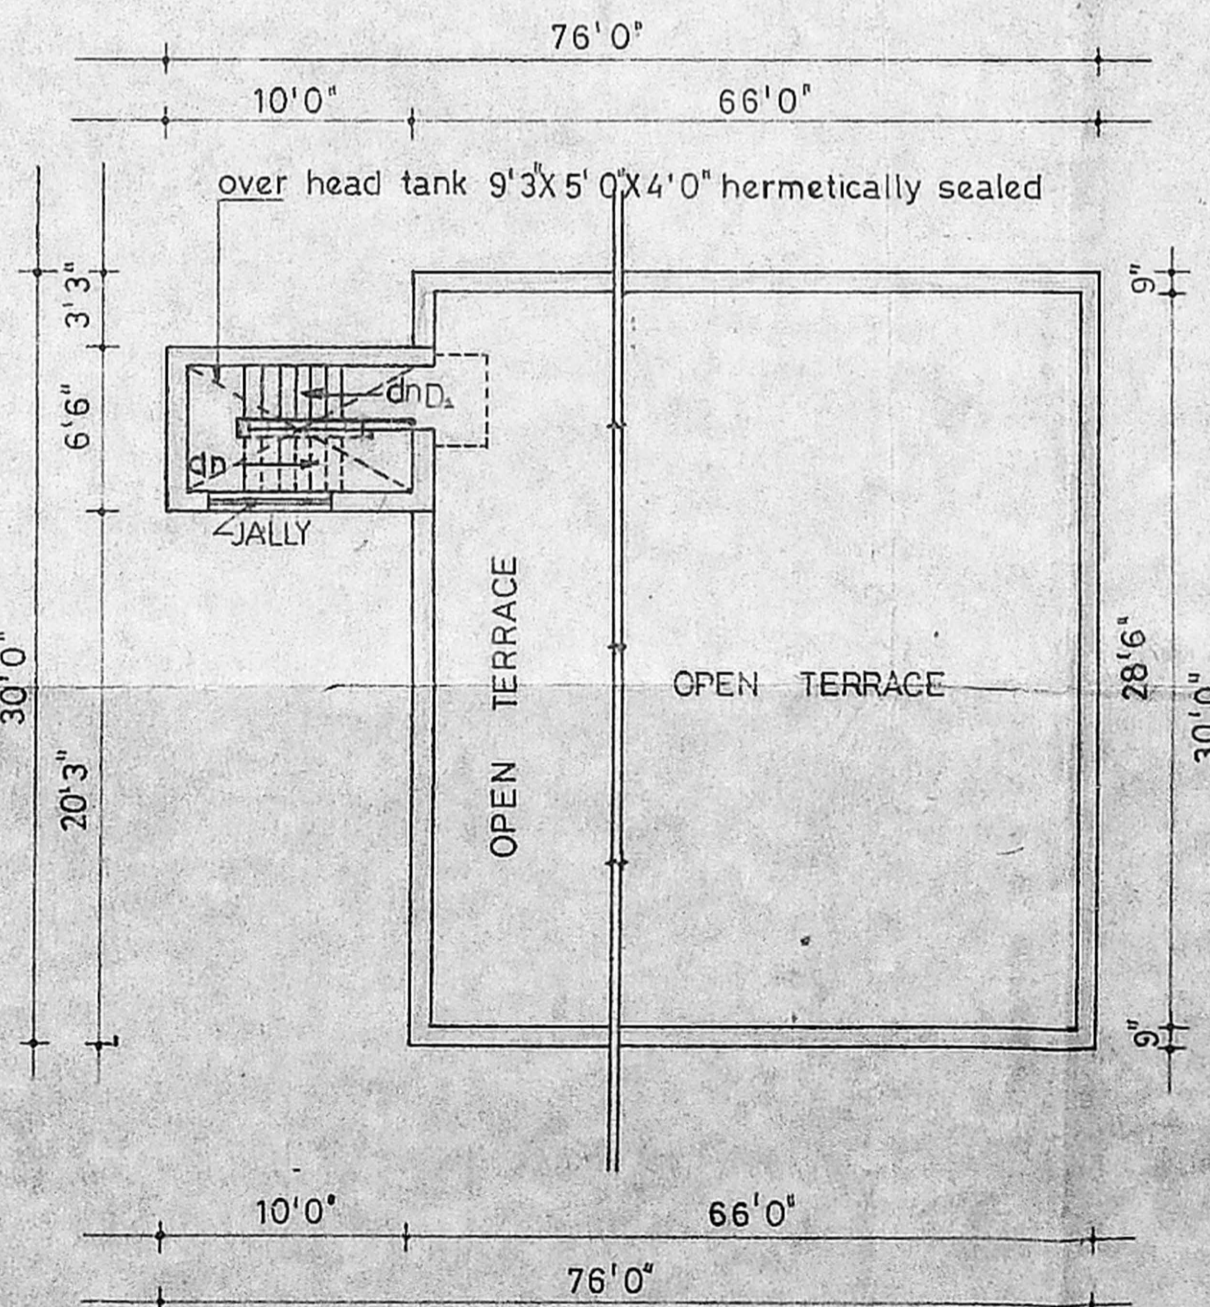 76'0"
10'0" 66'0"
over head tank 9'3"X 5' 0"X4'0" hermetically sealed
3'3"
9"
6'6"
dn D.
dn
JALLY
OPEN TERRACE
OPEN TERRACE
28'6"
30'0"
30'0"
20'3"
9"
10'0" 66'0"
76'0"